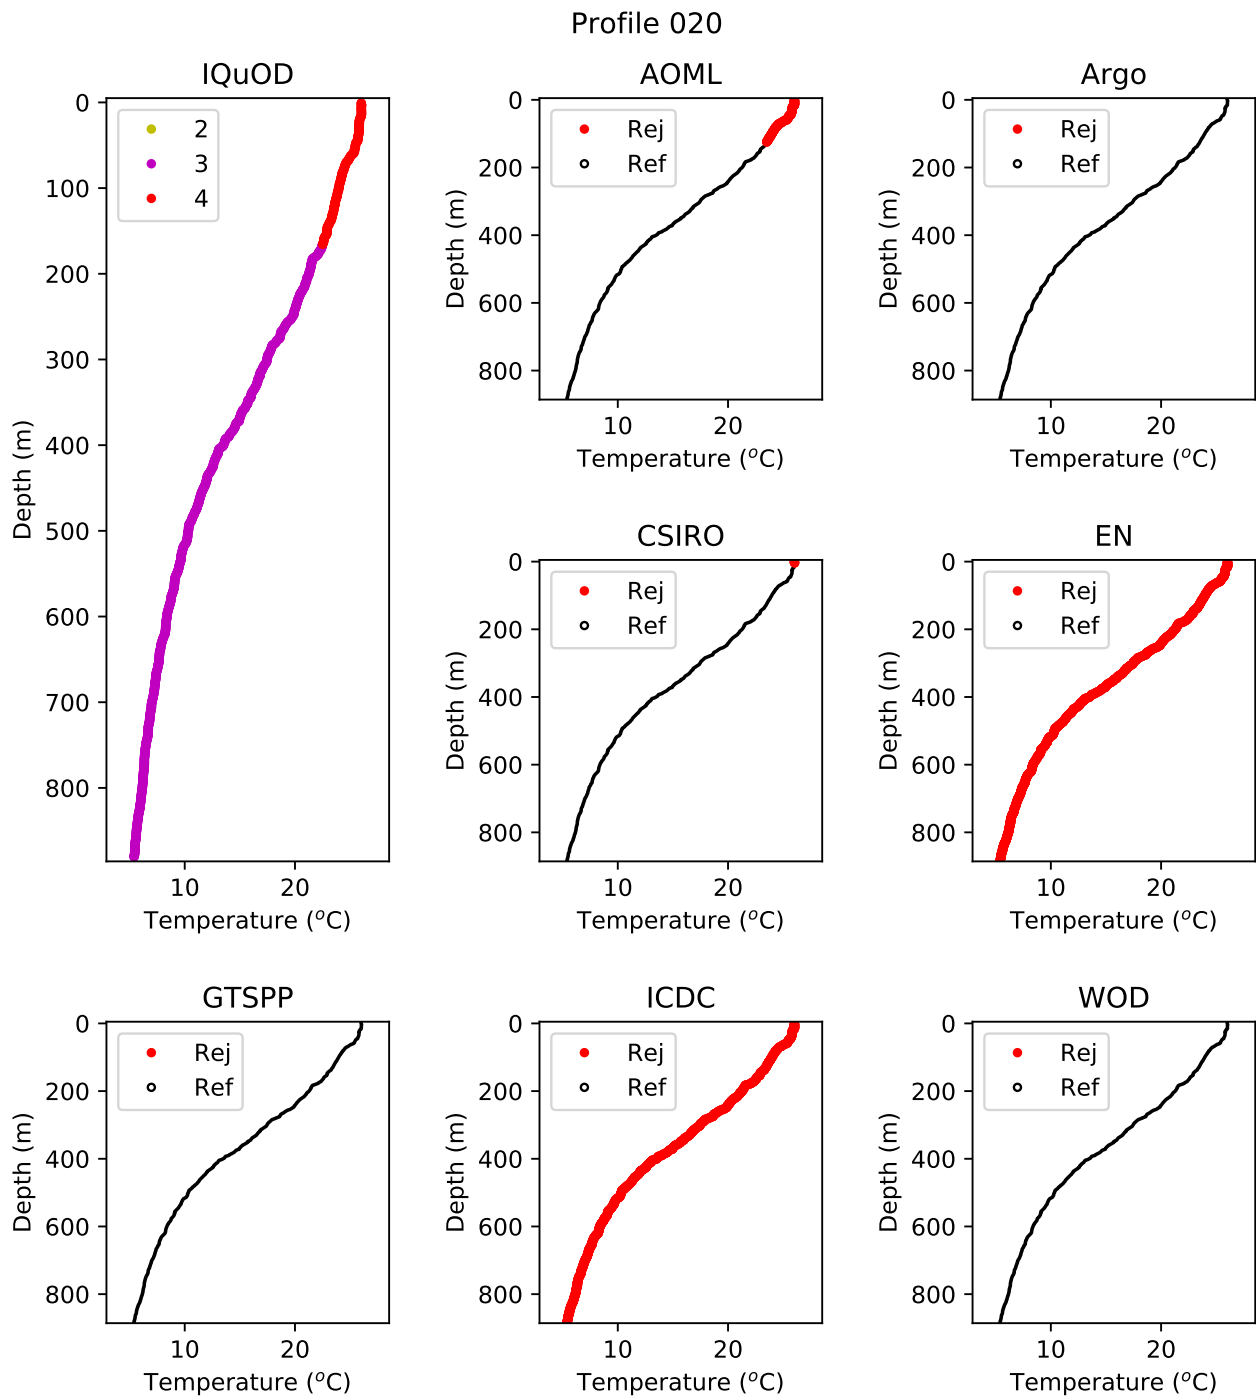 Profile 020
IQuOD
2
3
4
0
100
200
300
400
500
600
700
800
Depth (m)
10 20
Temperature (°C)
AOML
Rej
Ref
0
200
400
600
800
Depth (m)
10 20
Temperature (°C)
Argo
Rej
Ref
0
200
400
600
800
Depth (m)
10 20
Temperature (°C)
CSIRO
Rej
Ref
0
200
400
600
800
Depth (m)
10 20
Temperature (°C)
EN
Rej
Ref
0
200
400
600
800
Depth (m)
10 20
Temperature (°C)
GTSPP
Rej
Ref
0
200
400
600
800
Depth (m)
10 20
Temperature (°C)
ICDC
Rej
Ref
0
200
400
600
800
Depth (m)
10 20
Temperature (°C)
WOD
Rej
Ref
0
200
400
600
800
Depth (m)
10 20
Temperature (°C)